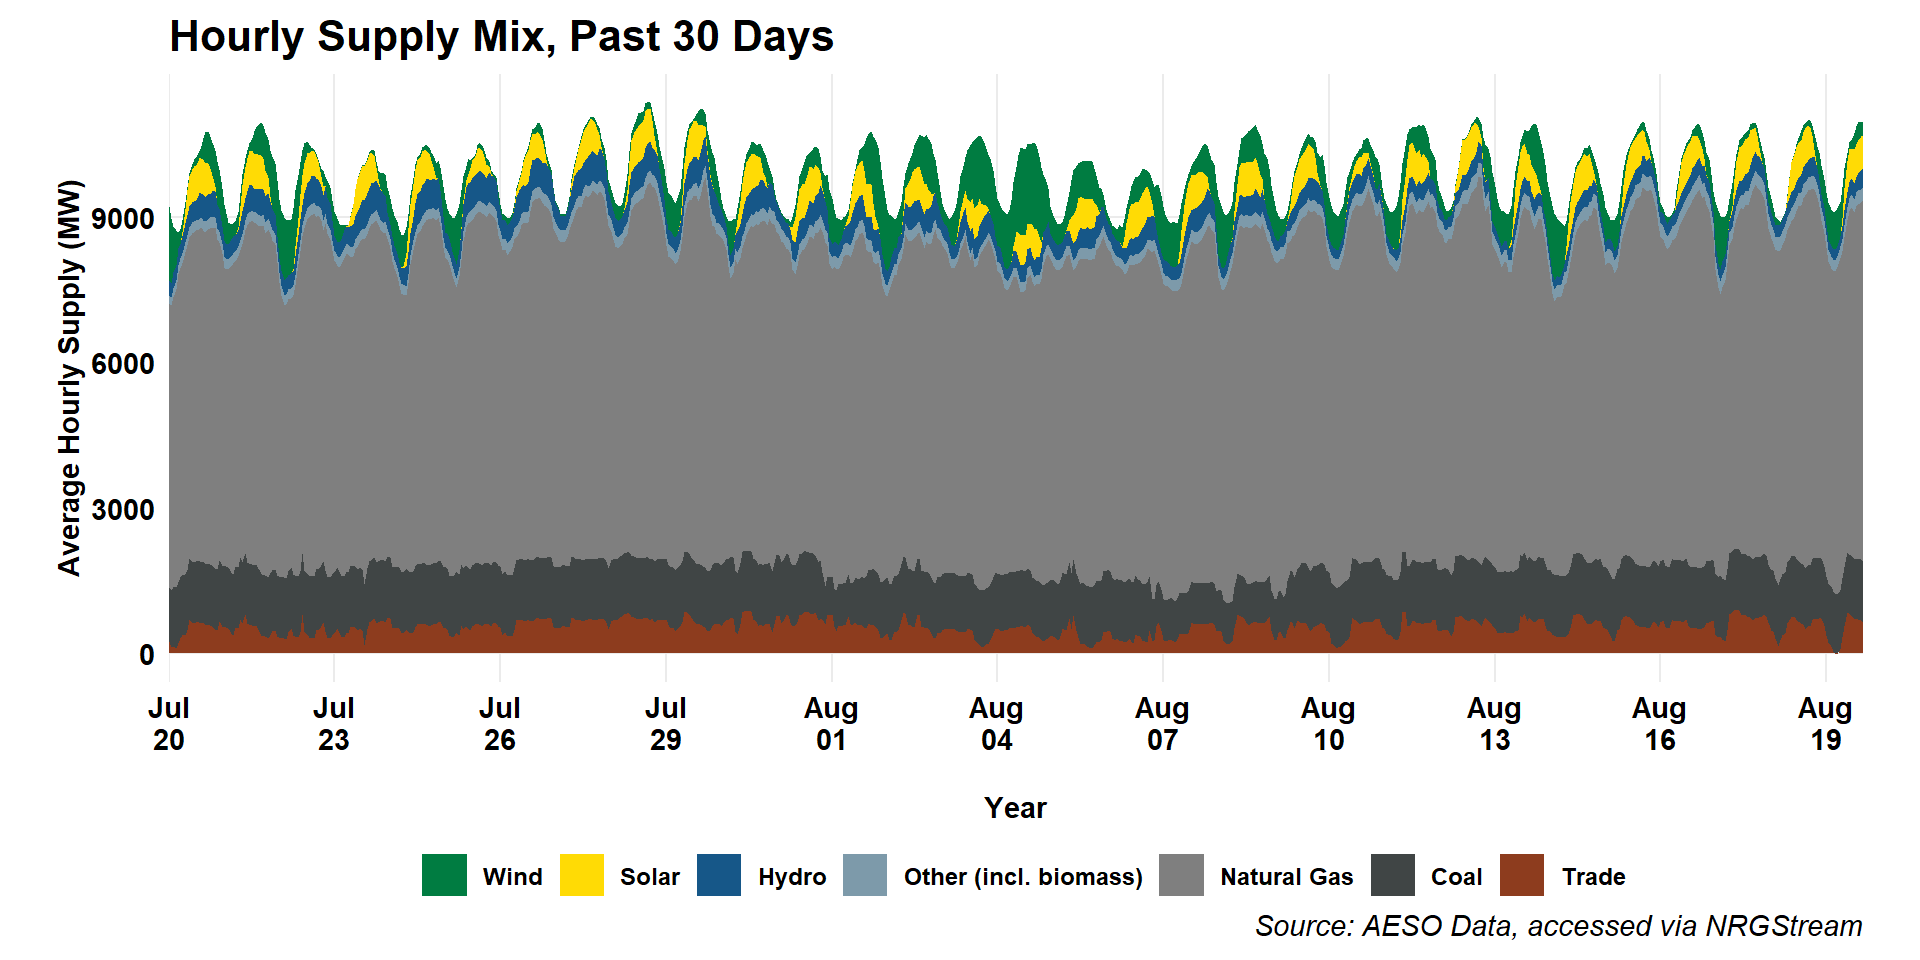 Hourly Supply Mix, Past 30 Days
Average Hourly Supply (MW)
9000
6000
3000
0
Jul Jul Jul Jul Aug Aug Aug Aug Aug Aug Aug
20 23 26 29 01 04 07 10 13 16 19
Year
Wind Solar Hydro Other (incl. biomass) Natural Gas Coal Trade
Source: AESO Data, accessed via NRGStream